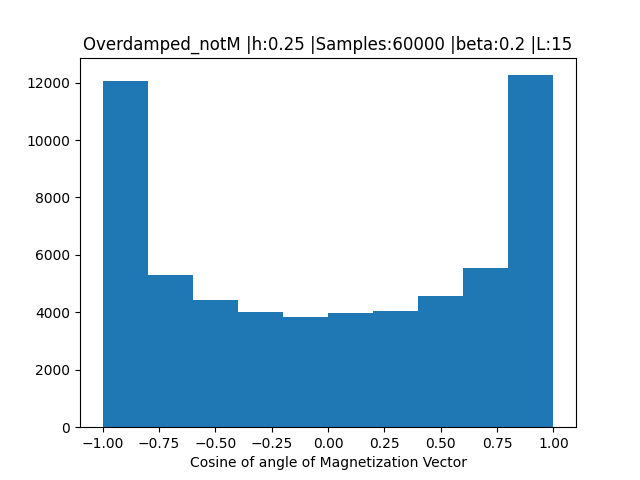 Overdamped_notM |h:0.25 |Samples:60000 |beta:0.2 |L:15
12000
10000
8000
6000
4000
2000
0
−1.00 −0.75 −0.50 −0.25 0.00 0.25 0.50 0.75 1.00
Cosine of angle of Magnetization Vector